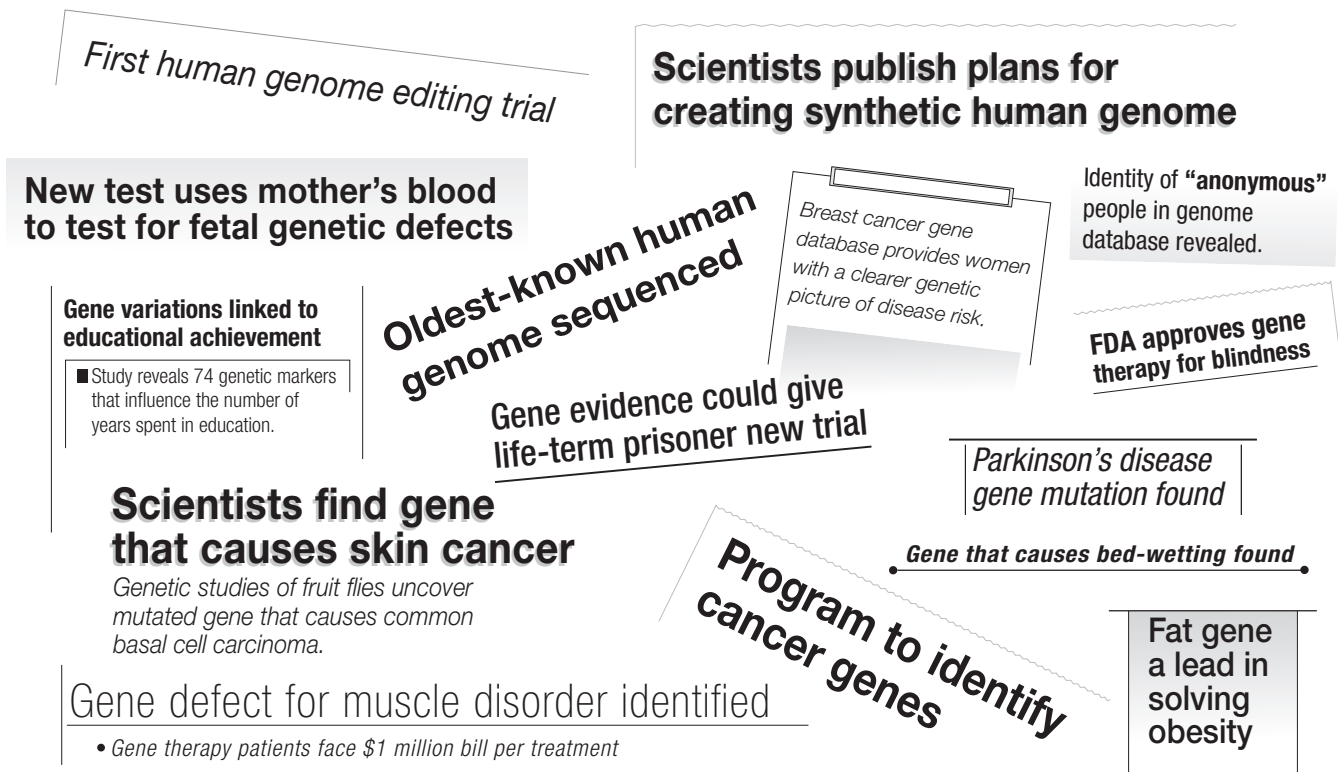 First human genome editing trial
Scientists publish plans for
creating synthetic human genome
New test uses mother’s blood
to test for fetal genetic defects
Oldest-known human
genome sequenced
Breast cancer gene
database provides women
with a clearer genetic
picture of disease risk.
Identity of “anonymous”
people in genome
database revealed.
Gene variations linked to
educational achievement
■ Study reveals 74 genetic markers
that influence the number of
years spent in education.
FDA approves gene
therapy for blindness
Gene evidence could give
life-term prisoner new trial
Parkinson’s disease
gene mutation found
Scientists find gene
that causes skin cancer
Genetic studies of fruit flies uncover
mutated gene that causes common
basal cell carcinoma.
Program to identify
cancer genes
Gene that causes bed-wetting found
Fat gene
a lead in
solving
obesity
Gene defect for muscle disorder identified
• Gene therapy patients face $1 million bill per treatment